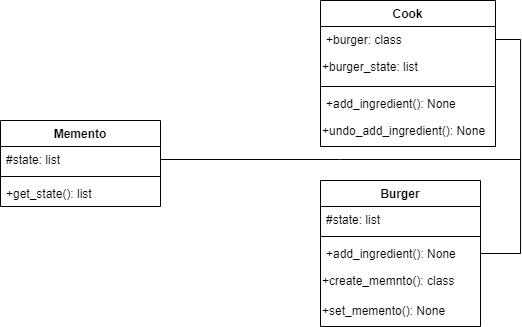 Cook
+burger: class
+burger_state: list
+add_ingredient(): None
+undo_add_ingredient(): None
Memento
#state: list
+get_state(): list
Burger
#state: list
+add_ingredient(): None
+create_memnto(): class
+set_memento(): None